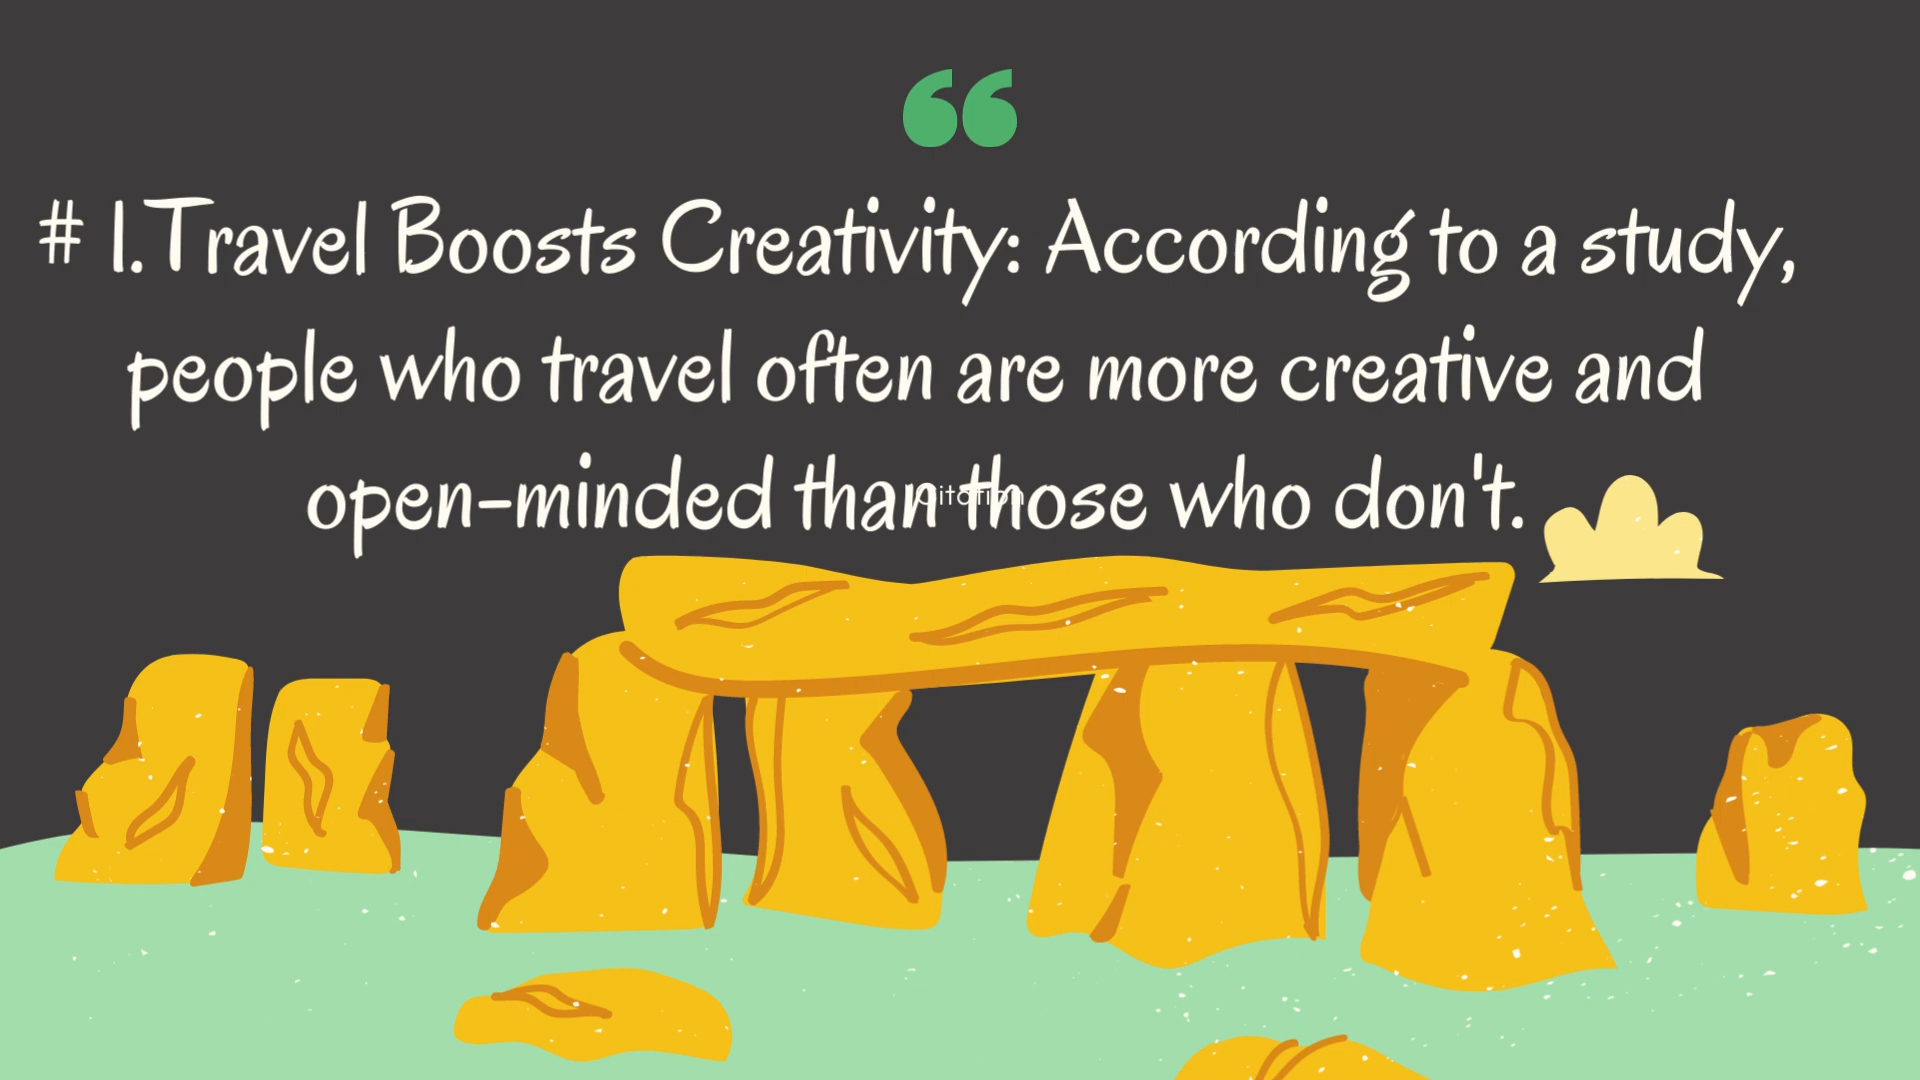 “
# 1.Travel Boosts Creativity: According to a study,
people who travel often are more creative and
open-minded than those who don't.
Citation